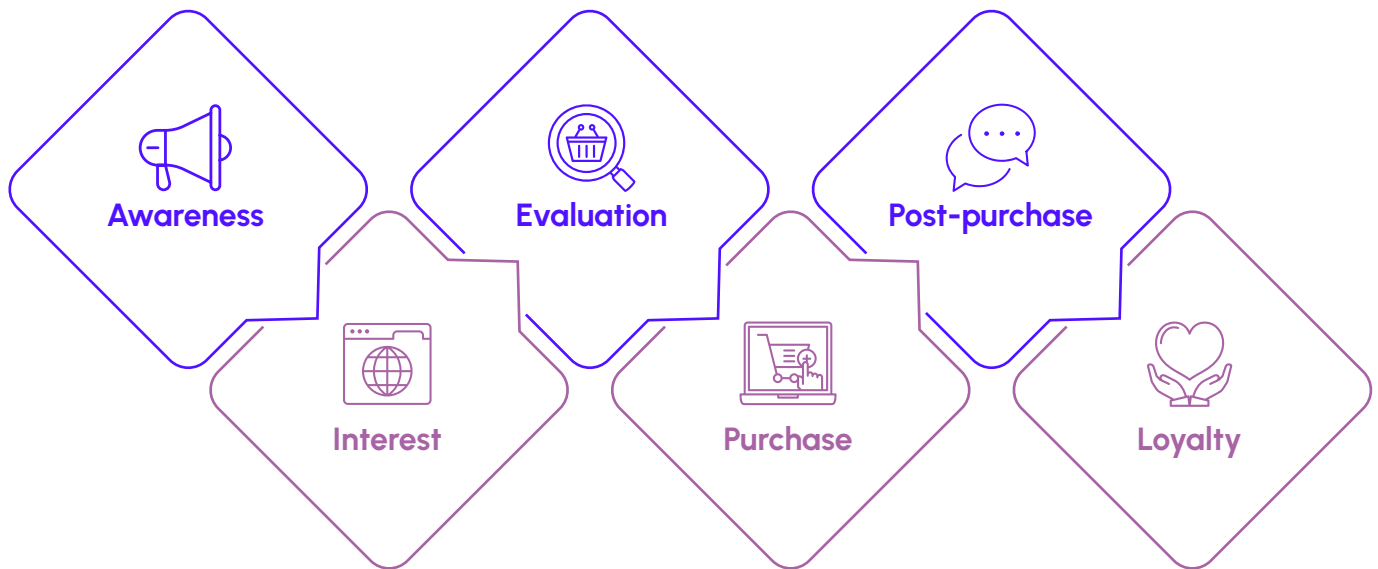 Awareness
Interest
Evaluation
Purchase
Post-purchase
Loyalty